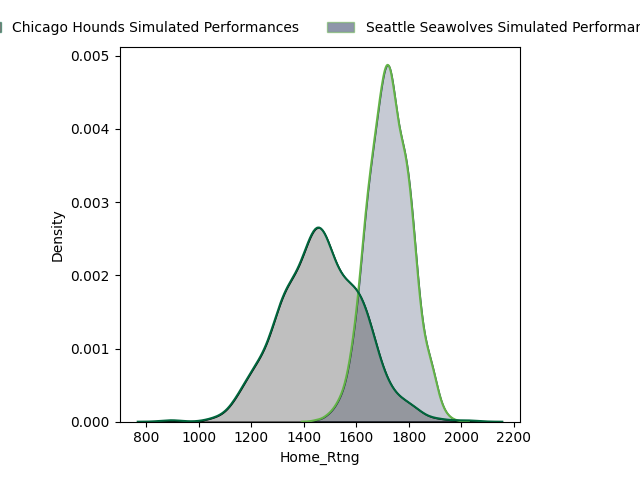 Chicago Hounds Simulated Performances
Seattle Seawolves Simulated
0.005
0.004
0.003
0.002
0.001
0.000
Density
800 1000 1200 1400 1600 1800 2000 2200
Home_Rtng